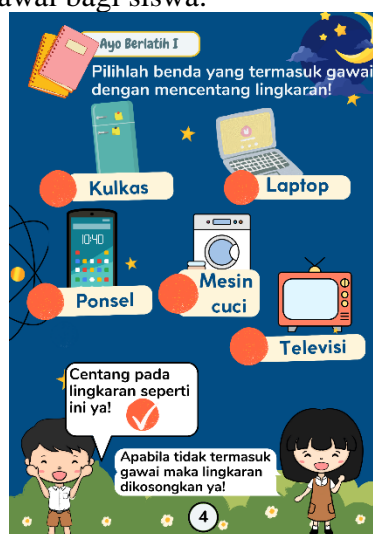 awai bagi siswa.
Ayo Berlatih I
Pilihlah benda yang termasuk gawai
dengan mencentang lingkaran!
Kulkas
Laptop
10:40
Ponsel
Mesin
cuci
Televisi
Centang pada
lingkaran seperti
ini ya!
Apabila tidak termasuk
gawai maka lingkaran
dikosongkan ya!
4